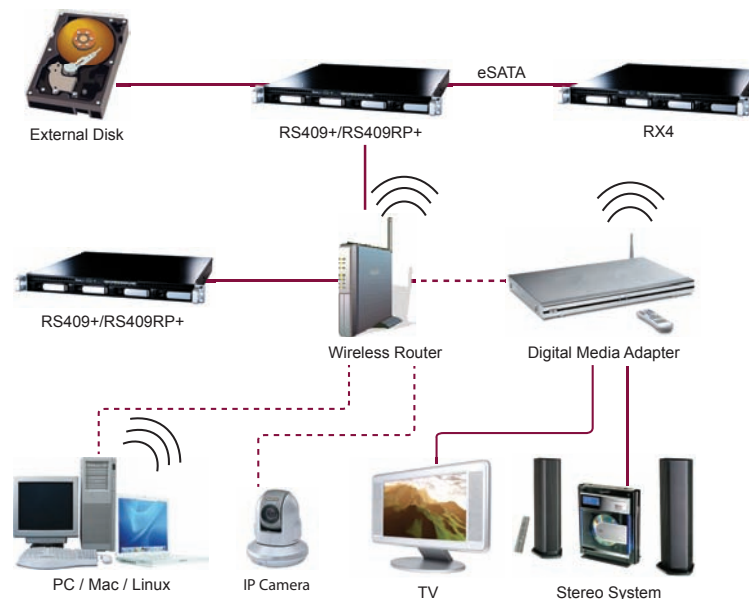 eSATA
External Disk
RS409+/RS409RP+
RX4
RS409+/RS409RP+
Wireless Router
Digital Media Adapter
PC / Mac / Linux
IP Camera
TV
Stereo System